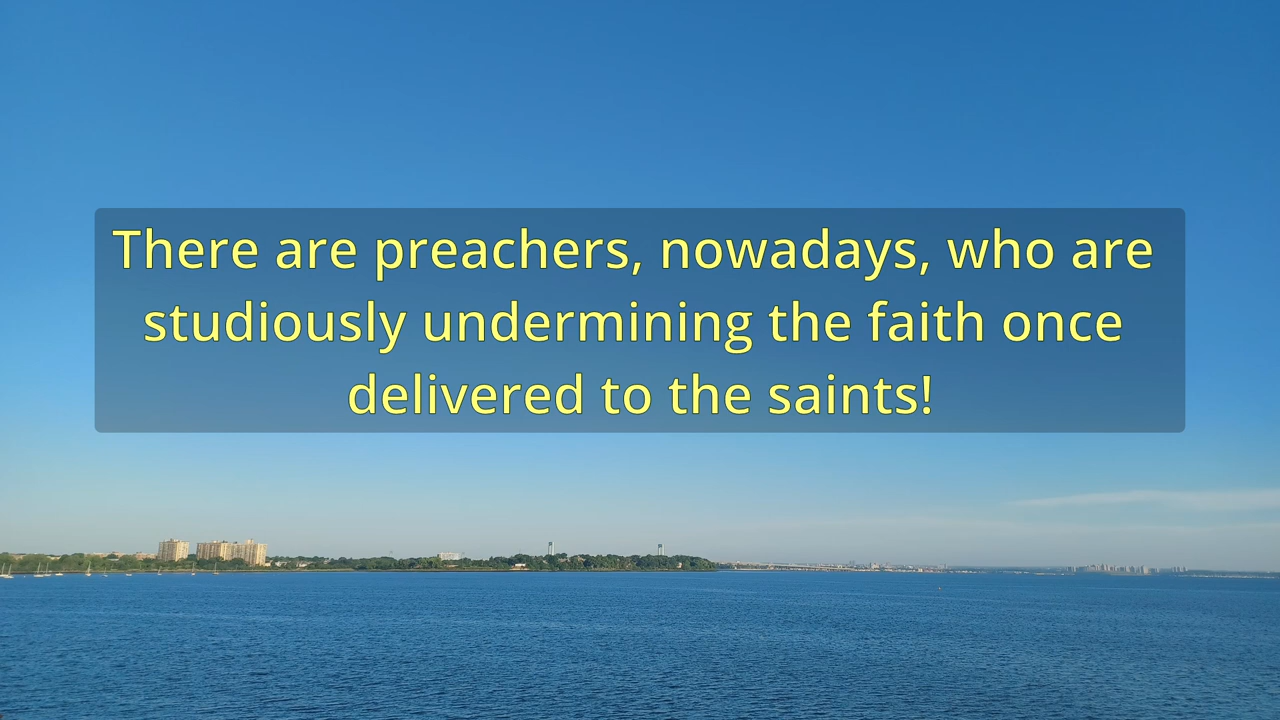 There are preachers, nowadays, who are
studiously undermining the faith once
delivered to the saints!